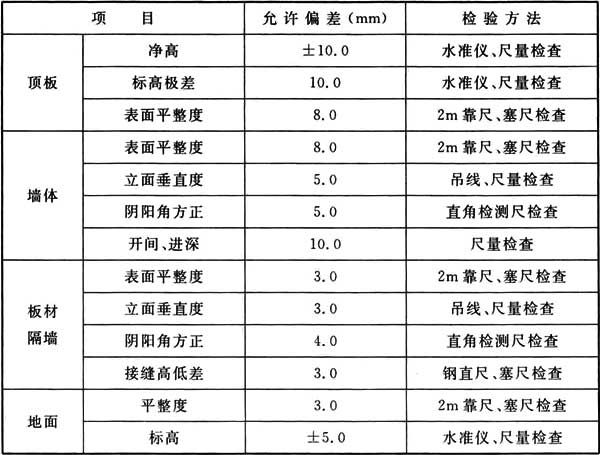 项目 允许偏差(mm) 检验方法
顶板 净高 ±10.0 水准仪、尺量检查
标高极差 10.0 水准仪、尺量检查
表面平整度 8.0 2m靠尺、塞尺检查
墙体 表面平整度 8.0 2m靠尺、塞尺检查
立面垂直度 5.0 吊线、尺量检查
阴阳角方正 5.0 直角检测尺检查
开间、进深 10.0 尺量检查
板材隔墙 表面平整度 3.0 2m靠尺、塞尺检查
立面垂直度 3.0 吊线、尺量检查
阴阳角方正 4.0 直角检测尺检查
接缝高低差 3.0 钢直尺、塞尺检查
地面 平整度 3.0 2m靠尺、塞尺检查
标高 ±5.0 水准仪、尺量检查